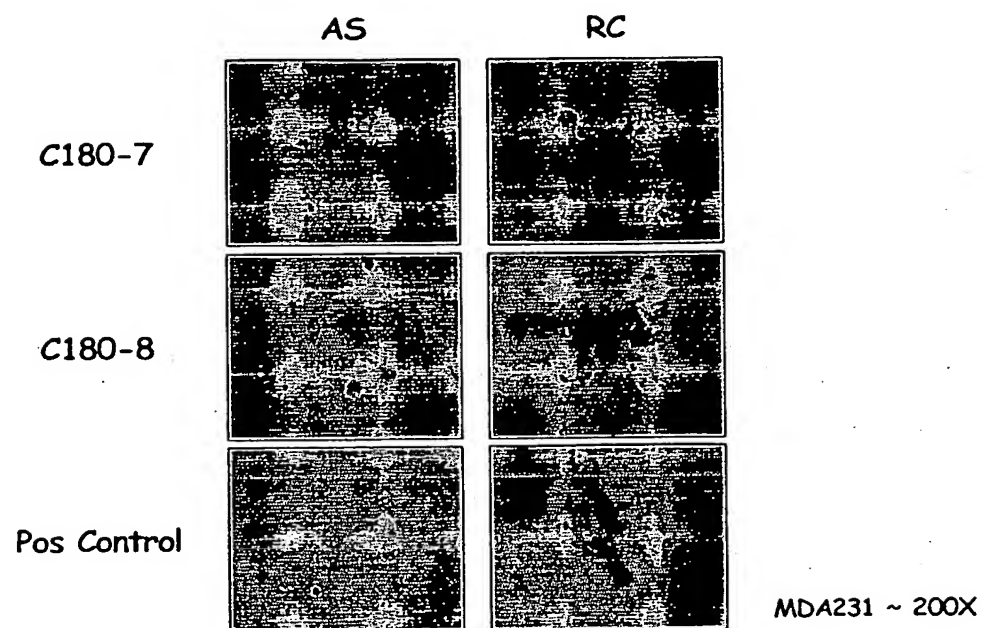 AS RC
C180-7
C180-8
Pos Control
MDA231 ~ 200X